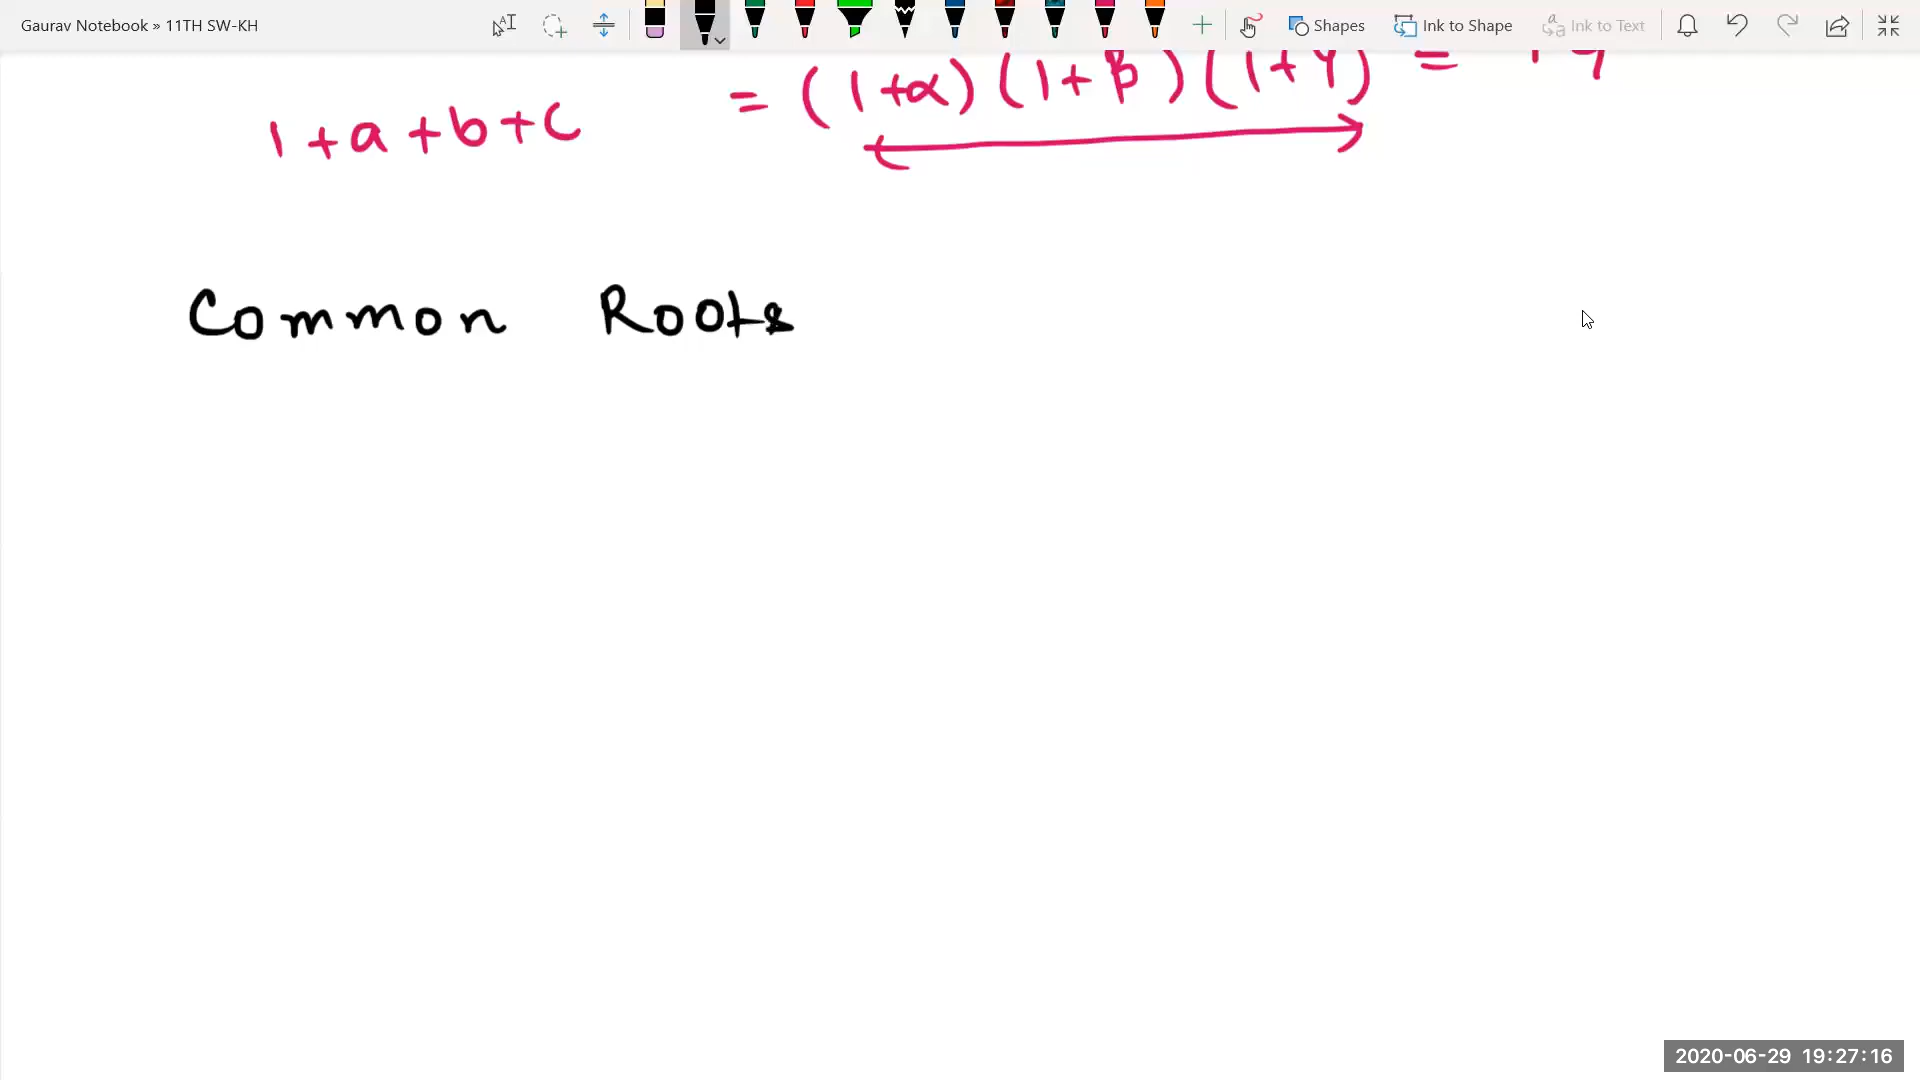 Gaurav Notebook » 11TH SW-KH
Shapes
Ink to Shape
Ink to Text
= (1+α)(1+β)(1+γ) =
1+a+b+c
Common Roots
2020-06-29 19:27:16